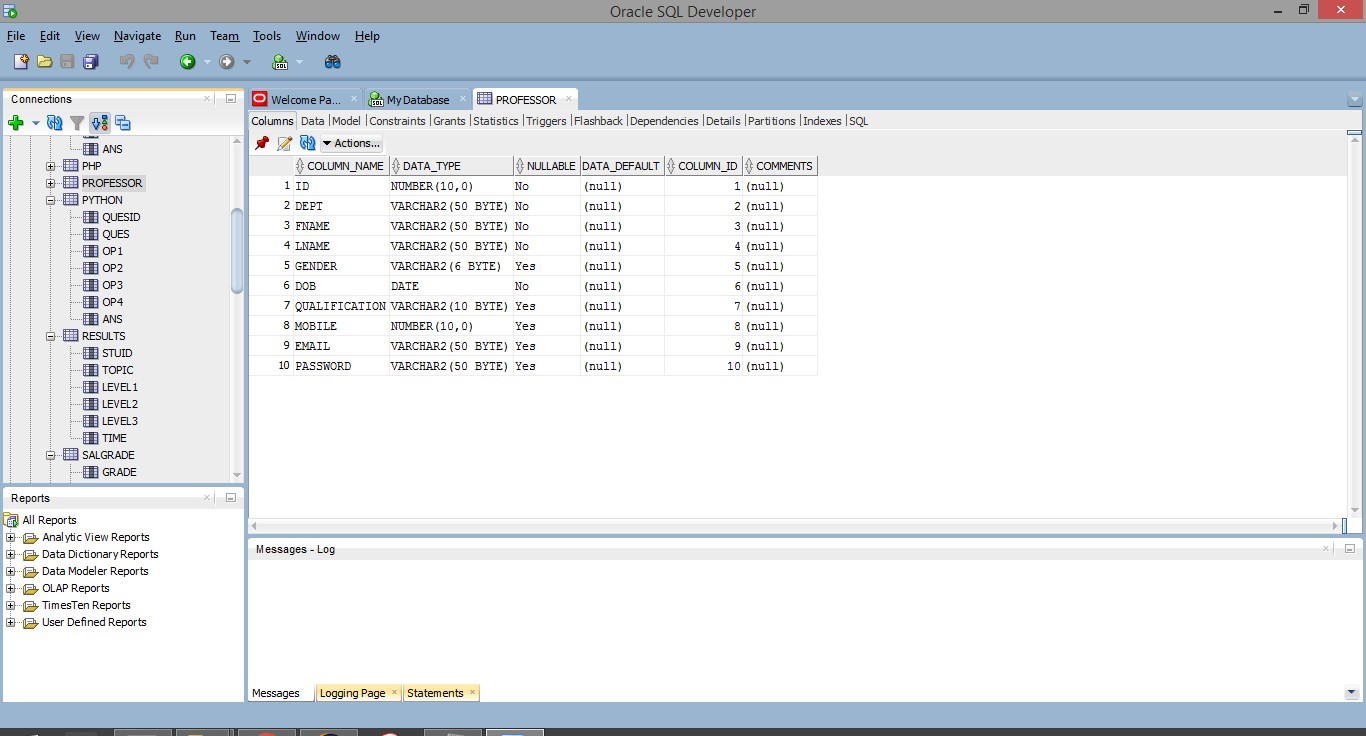 Oracle SQL Developer
File Edit View Navigate Run Team Tools Window Help
SQL
Connections
ANS
PHP
PROFESSOR
PYTHON
QUESID
QUES
OP1
OP2
OP3
OP4
ANS
RESULTS
STUID
TOPIC
LEVEL1
LEVEL2
LEVEL3
TIME
SALGRADE
GRADE
Reports
All Reports
Analytic View Reports
Data Dictionary Reports
Data Modeler Reports
OLAP Reports
TimesTen Reports
User Defined Reports
Welcome Pa... My Database PROFESSOR
Columns Data Model Constraints Grants Statistics Triggers Flashback Dependencies Details Partitions Indexes SQL
Actions...
COLUMN_NAME DATA_TYPE NULLABLE DATA_DEFAULT COLUMN_ID COMMENTS
1 ID NUMBER(10,0) No (null) 1 (null)
2 DEPT VARCHAR2(50 BYTE) No (null) 2 (null)
3 FNAME VARCHAR2(50 BYTE) No (null) 3 (null)
4 LNAME VARCHAR2(50 BYTE) No (null) 4 (null)
5 GENDER VARCHAR2(6 BYTE) Yes (null) 5 (null)
6 DOB DATE No (null) 6 (null)
7 QUALIFICATION VARCHAR2(10 BYTE) Yes (null) 7 (null)
8 MOBILE NUMBER(10,0) Yes (null) 8 (null)
9 EMAIL VARCHAR2(50 BYTE) Yes (null) 9 (null)
10 PASSWORD VARCHAR2(50 BYTE) Yes (null) 10 (null)
Messages - Log
Messages Logging Page Statements